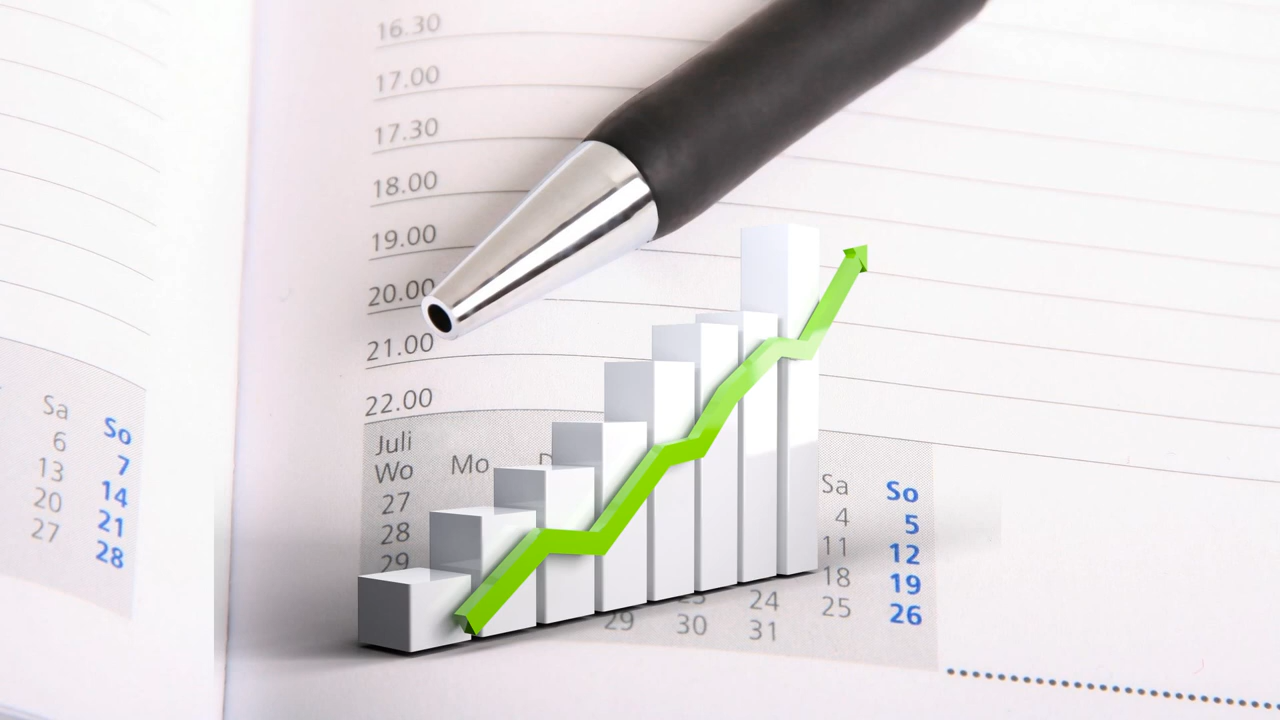 16.30
17.00
17.30
18.00
19.00
20.00
21.00
22.00
Sa So
6 7
13 14
20 21
27 28
Juli
Wo Mo Sa So
27 4 5
28 11 12
29 18 19
24 25 26
29 30 31